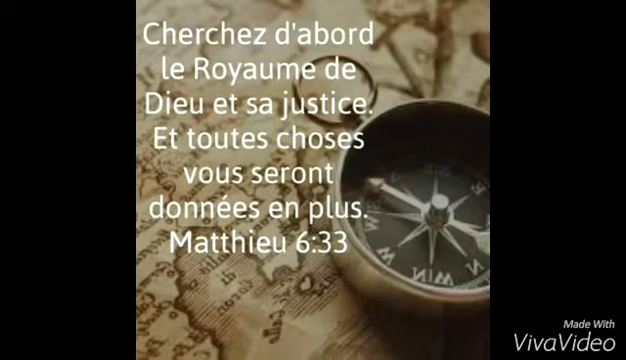 Cherchez d'abord
le Royaume de
Dieu et sa justice.
Et toutes choses
vous seront
données en plus.
Matthieu 6:33
Made With
VivaVideo